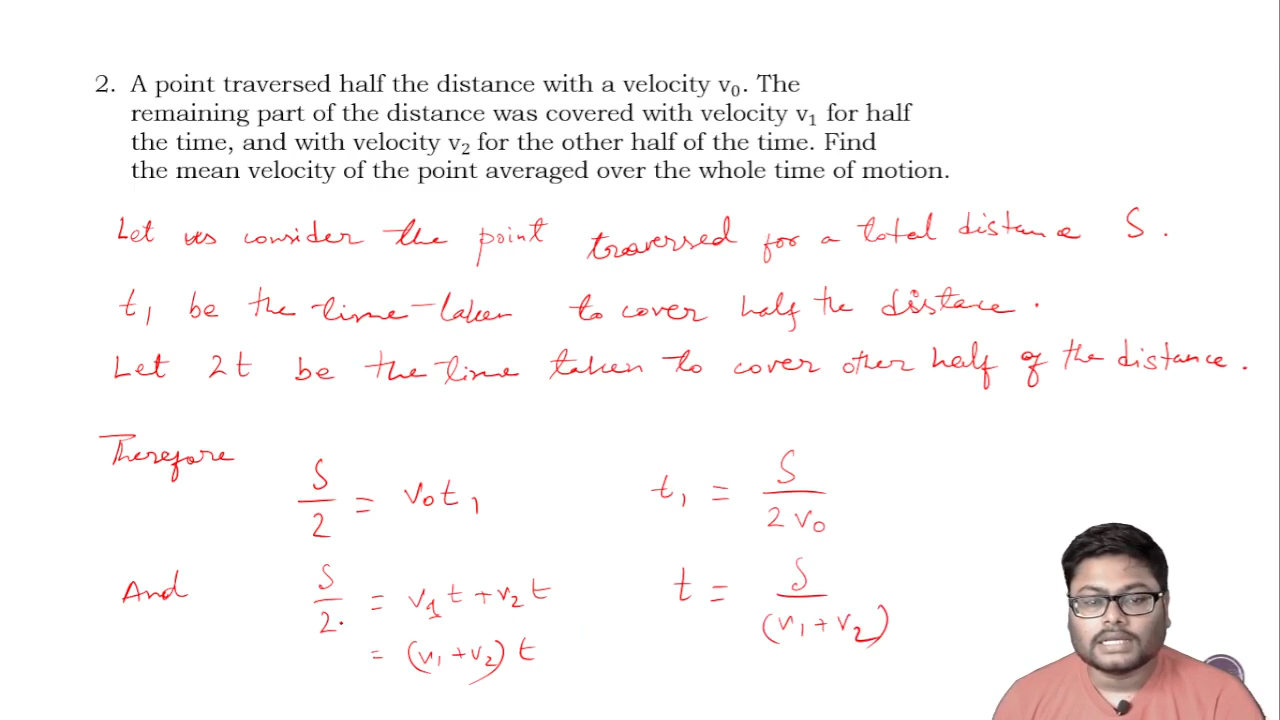 2. A point traversed half the distance with a velocity v₀. The
remaining part of the distance was covered with velocity v₁ for half
the time, and with velocity v₂ for the other half of the time. Find
the mean velocity of the point averaged over the whole time of motion.
Let us consider the point traversed for a total distance S.
t₁ be the time taken to cover half the distance.
Let 2t be the time taken to cover other half of the distance.
Therefore S/2 = v₀t₁ t₁ = S/2v₀
And S/2 = v₁t + v₂t t = S/(v₁+v₂)
= (v₁+v₂)t